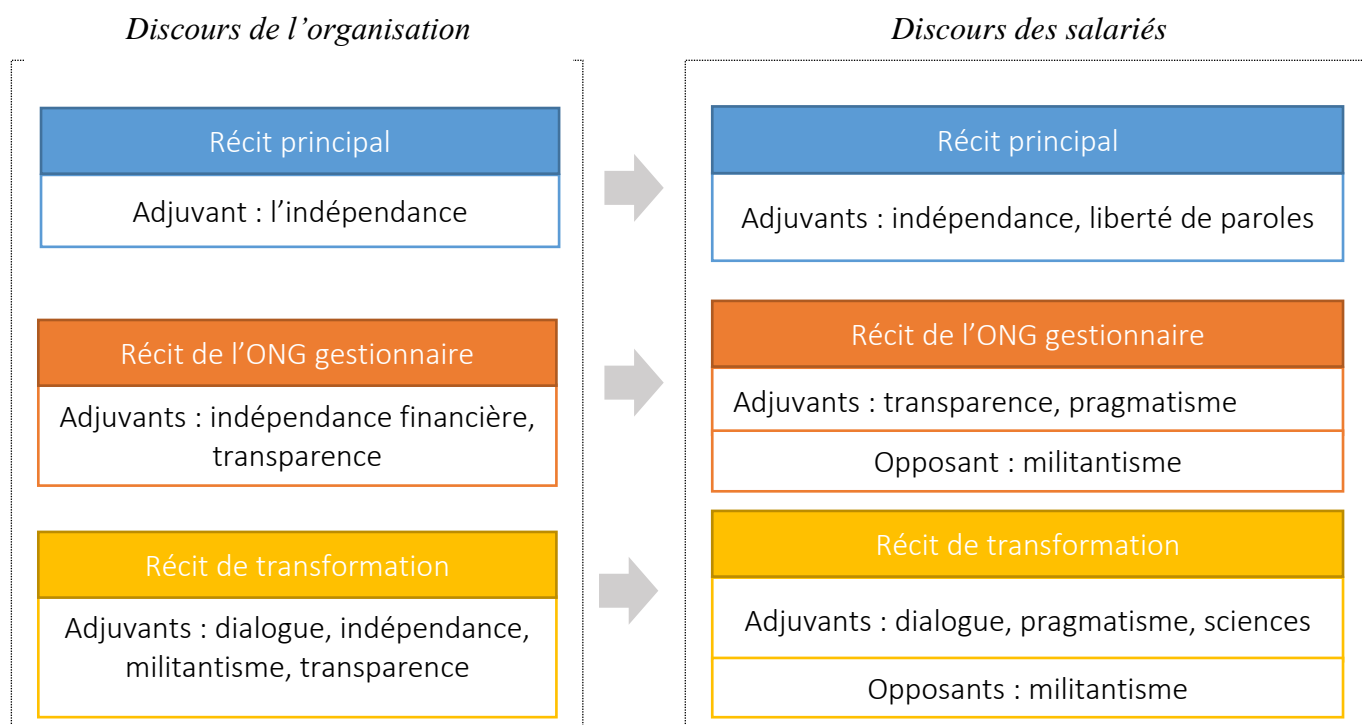 Discours de l’organisation
Récit principal
Adjuvant : l’indépendance
Récit de l’ONG gestionnaire
Adjuvants : indépendance financière,
transparence
Récit de transformation
Adjuvants : dialogue, indépendance,
militantisme, transparence
Discours des salariés
Récit principal
Adjuvants : indépendance, liberté de paroles
Récit de l’ONG gestionnaire
Adjuvants : transparence, pragmatisme
Opposant : militantisme
Récit de transformation
Adjuvants : dialogue, pragmatisme, sciences
Opposants : militantisme